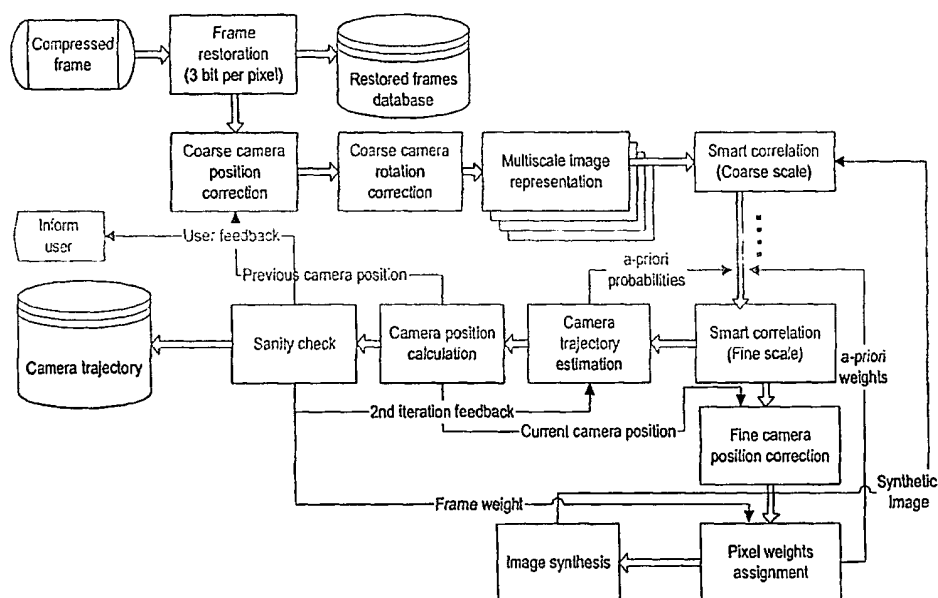 Compressed
frame
Frame
restoration
(3 bit per pixel)
Restored frames
database
Coarse camera
position
correction
Coarse camera
rotation
correction
Multiscale image
representation
Smart correlation
(Coarse scale)
Inform
user
User feedback
Previous camera position
a-priori
probabilities
Camera trajectory
Sanity check
Camera position
calculation
Camera
trajectory
estimation
Smart correlation
(Fine scale)
a-priori
weights
2nd iteration feedback
Current camera position
Fine camera
position correction
Synthetic
Image
Frame weight
Image synthesis
Pixel weights
assignment